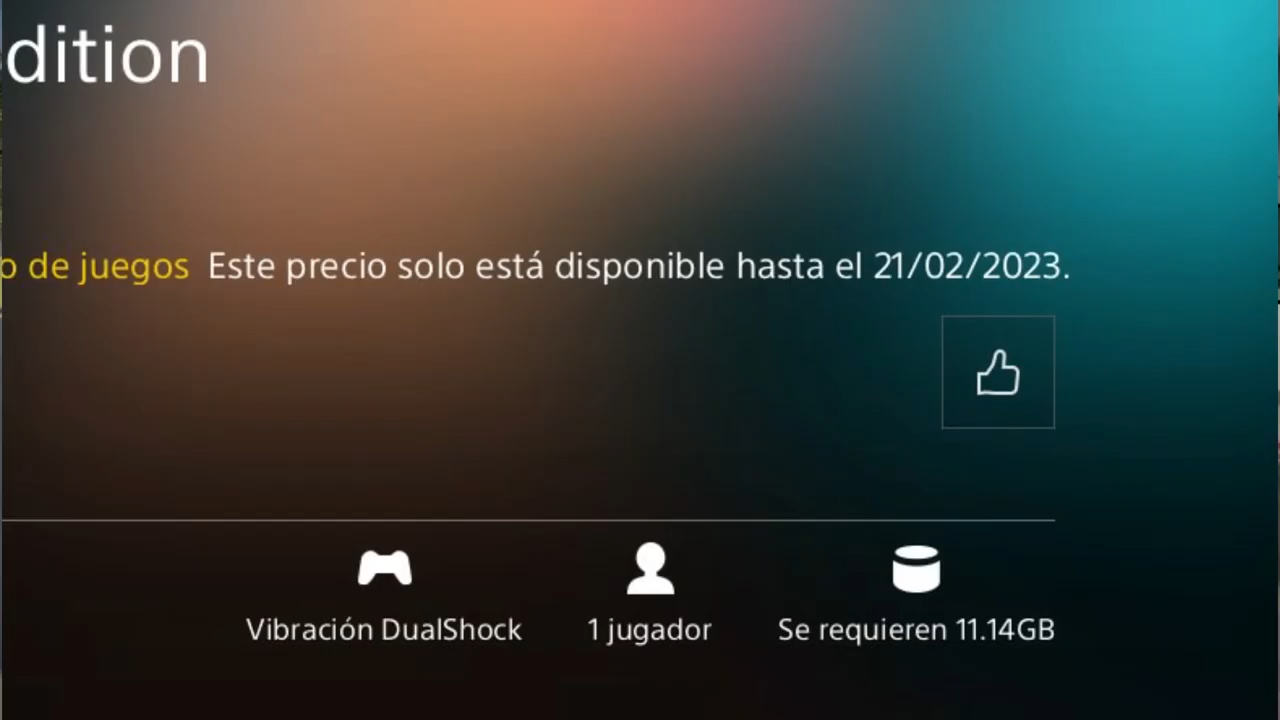 dition
o de juegos Este precio solo está disponible hasta el 21/02/2023.
Vibración DualShock 1 jugador Se requieren 11.14GB